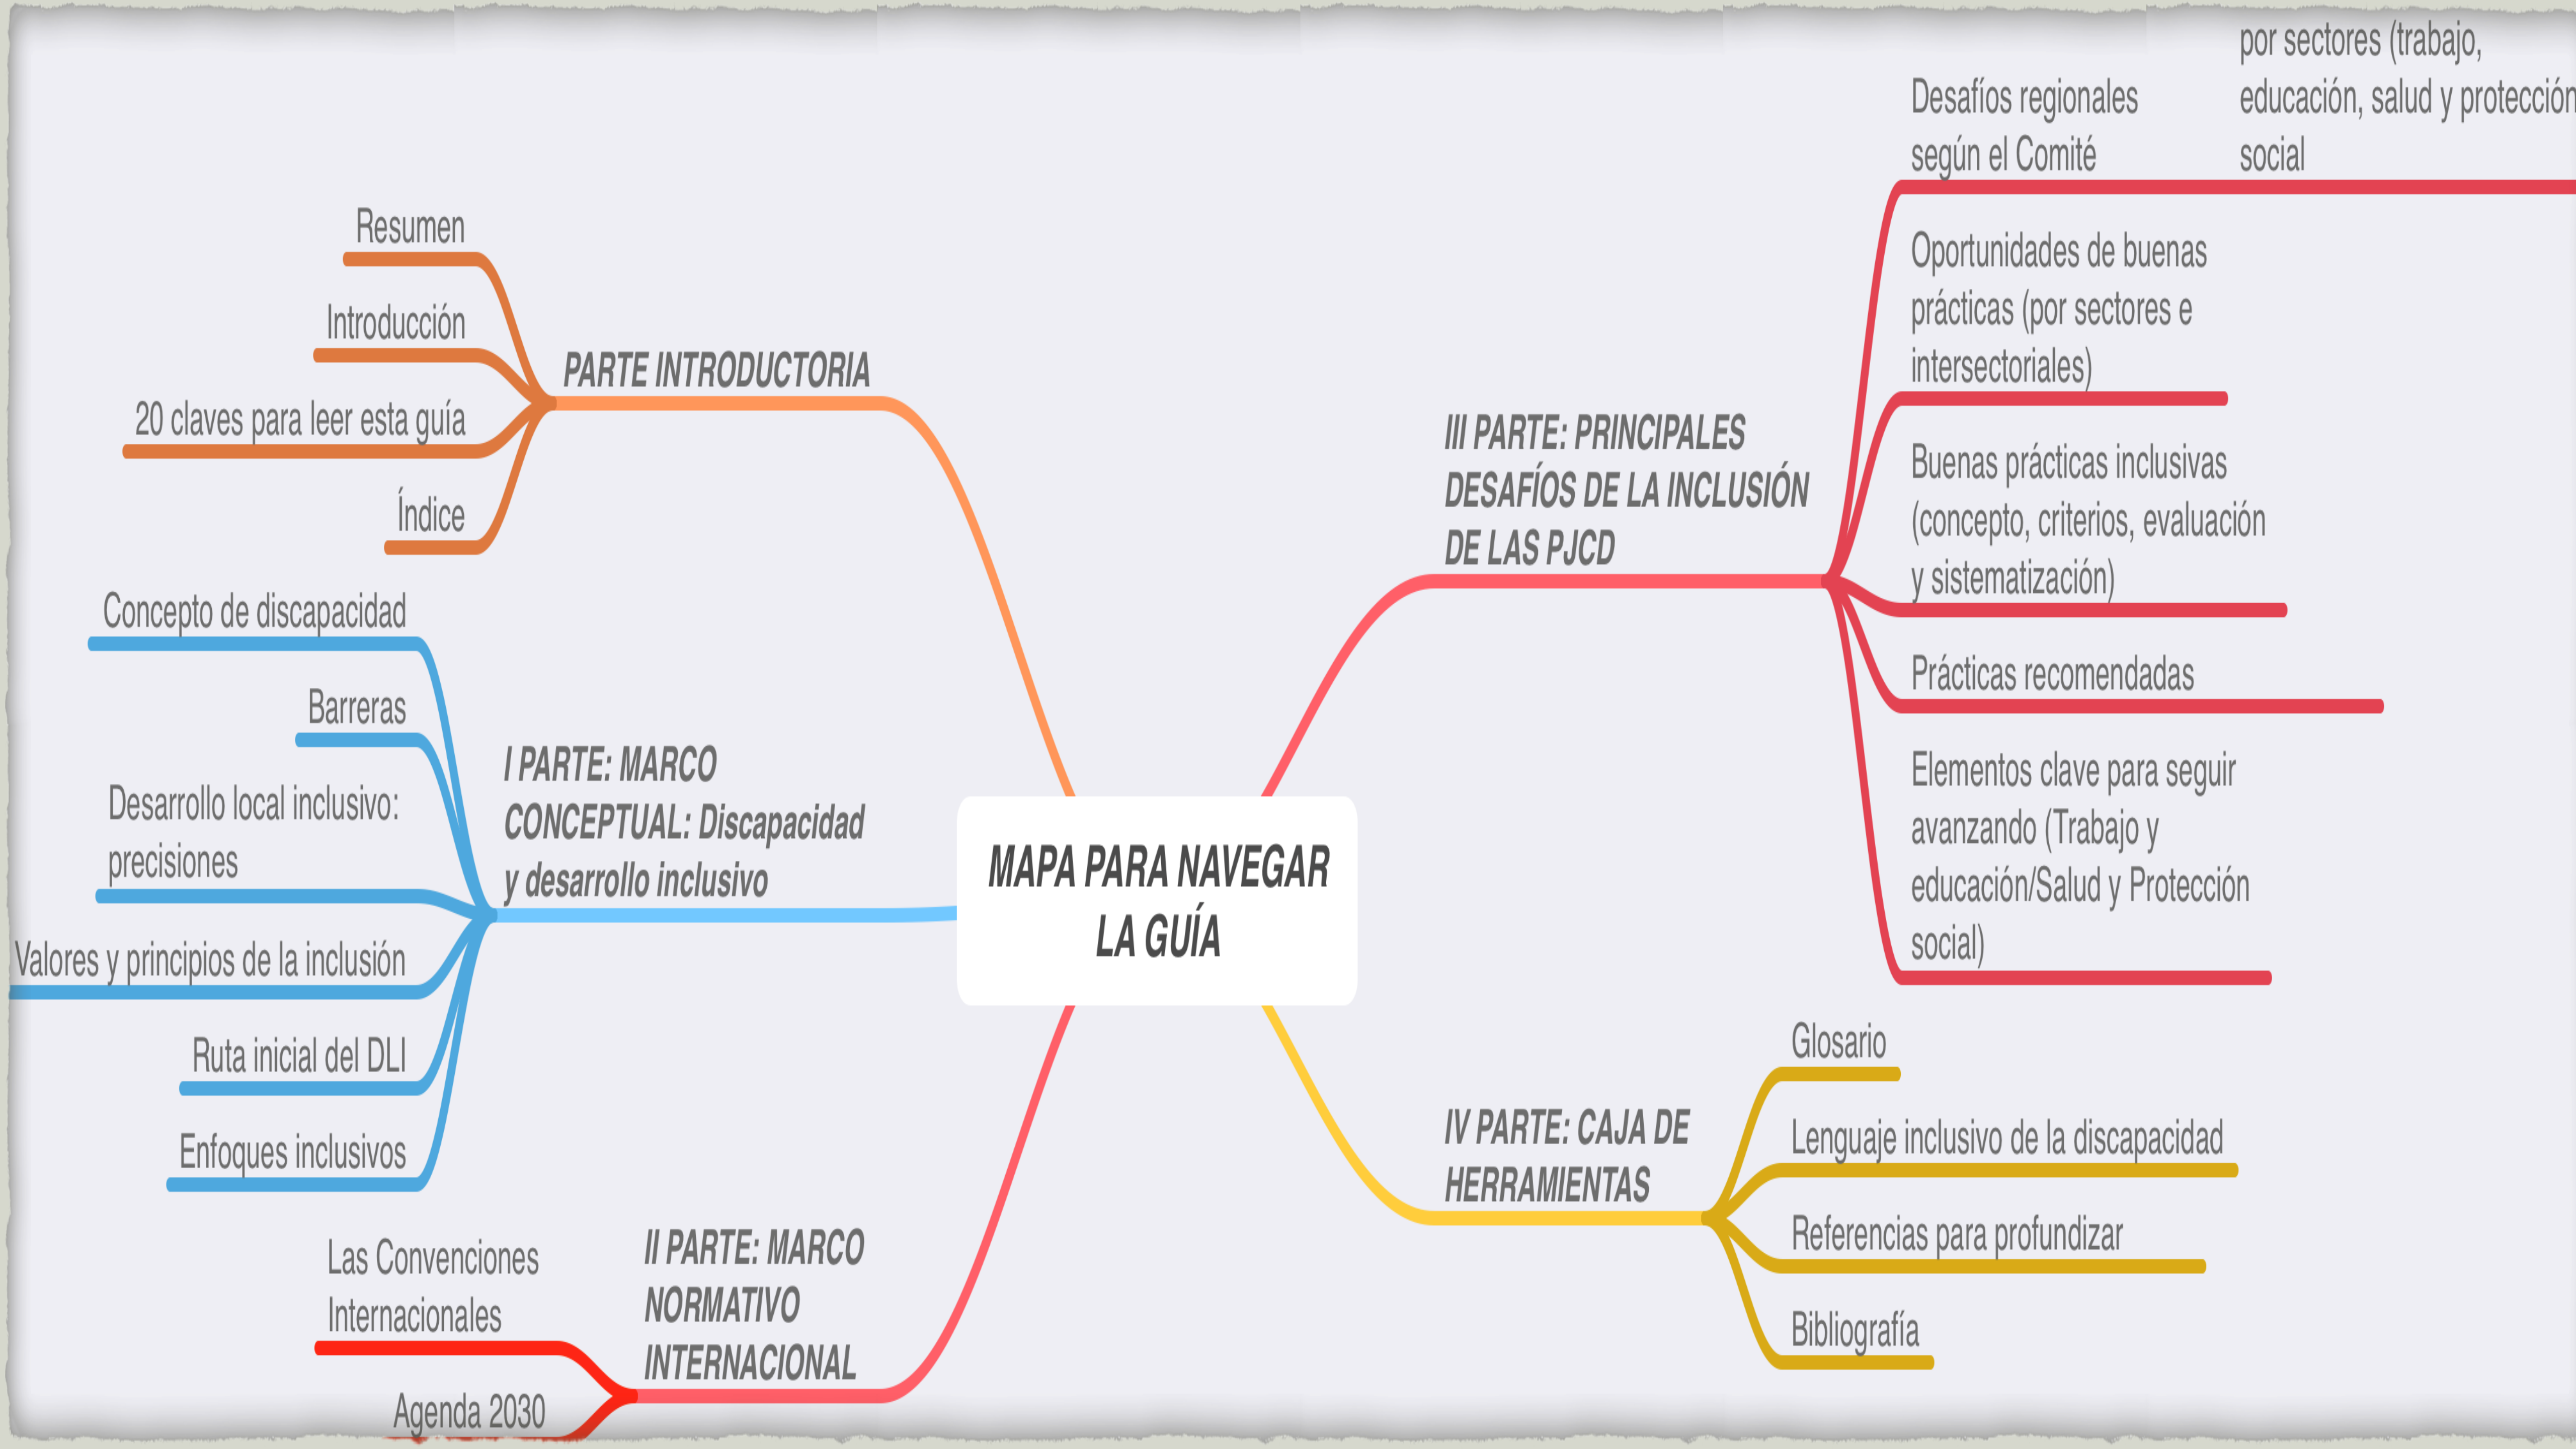 MAPA PARA NAVEGAR
LA GUÍA
PARTE INTRODUCTORIA
Resumen
Introducción
20 claves para leer esta guía
Índice
I PARTE: MARCO
CONCEPTUAL: Discapacidad
y desarrollo inclusivo
Concepto de discapacidad
Barreras
Desarrollo local inclusivo:
precisiones
Valores y principios de la inclusión
Ruta inicial del DLI
Enfoques inclusivos
II PARTE: MARCO
NORMATIVO
INTERNACIONAL
Las Convenciones
Internacionales
Agenda 2030
III PARTE: PRINCIPALES
DESAFÍOS DE LA INCLUSIÓN
DE LAS PJCD
Desafíos regionales
según el Comité
por sectores (trabajo,
educación, salud y protección
social
Oportunidades de buenas
prácticas (por sectores e
intersectoriales)
Buenas prácticas inclusivas
(concepto, criterios, evaluación
y sistematización)
Prácticas recomendadas
Elementos clave para seguir
avanzando (Trabajo y
educación/Salud y Protección
social)
IV PARTE: CAJA DE
HERRAMIENTAS
Glosario
Lenguaje inclusivo de la discapacidad
Referencias para profundizar
Bibliografía